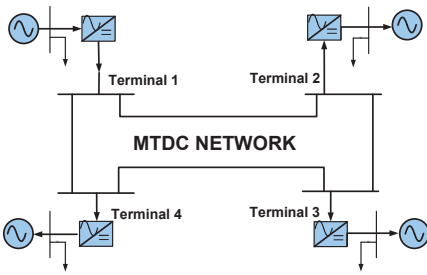 Terminal 1
Terminal 2
MTDC NETWORK
Terminal 4
Terminal 3